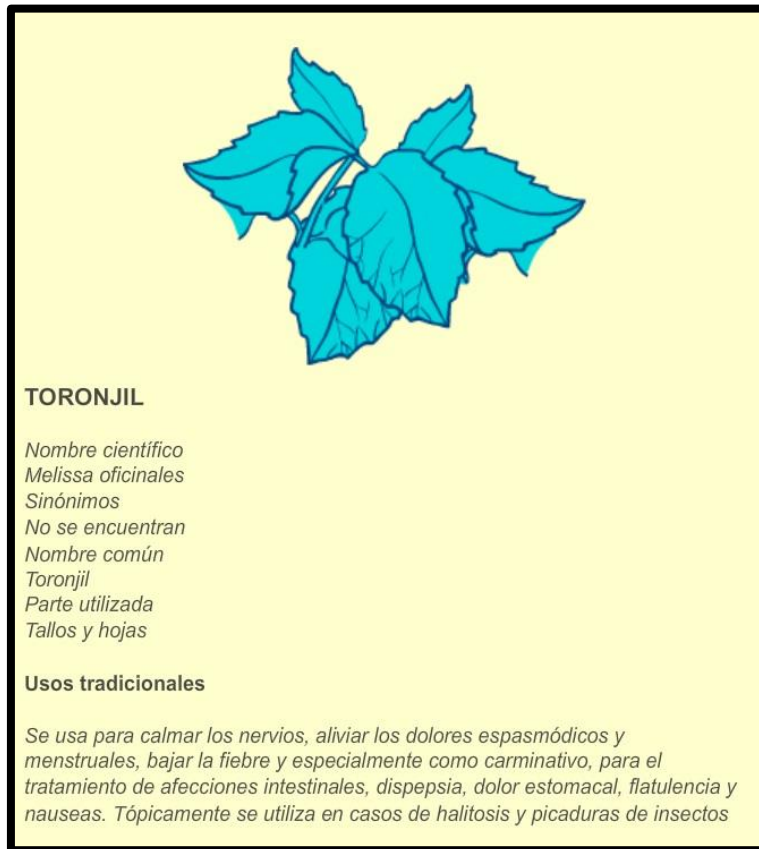 TORONJIL
Nombre científico
Melissa oficinales
Sinónimos
No se encuentran
Nombre común
Toronjil
Parte utilizada
Tallos y hojas
Usos tradicionales
Se usa para calmar los nervios, aliviar los dolores espasmódicos y
menstruales, bajar la fiebre y especialmente como carminativo, para el
tratamiento de afecciones intestinales, dispepsia, dolor estomacal, flatulencia y
nauseas. Tópicamente se utiliza en casos de halitosis y picaduras de insectos